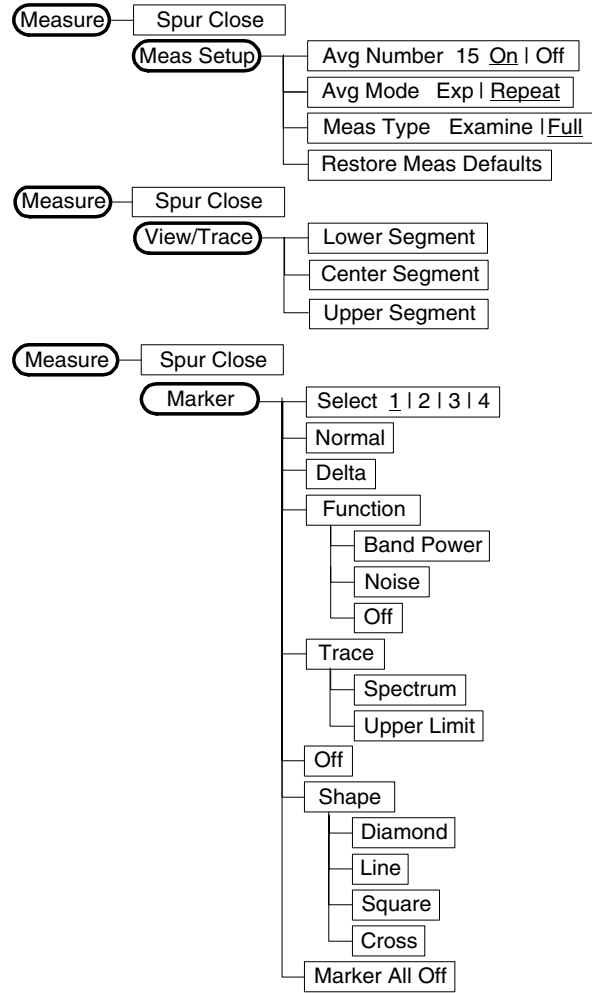 Measure Spur Close
Meas Setup Avg Number 15 On | Off
Avg Mode Exp | Repeat
Meas Type Examine | Full
Restore Meas Defaults
Measure Spur Close
View/Trace Lower Segment
Center Segment
Upper Segment
Measure Spur Close
Marker Select 1 | 2 | 3 | 4
Normal
Delta
Function
Band Power
Noise
Off
Trace
Spectrum
Upper Limit
Off
Shape
Diamond
Line
Square
Cross
Marker All Off